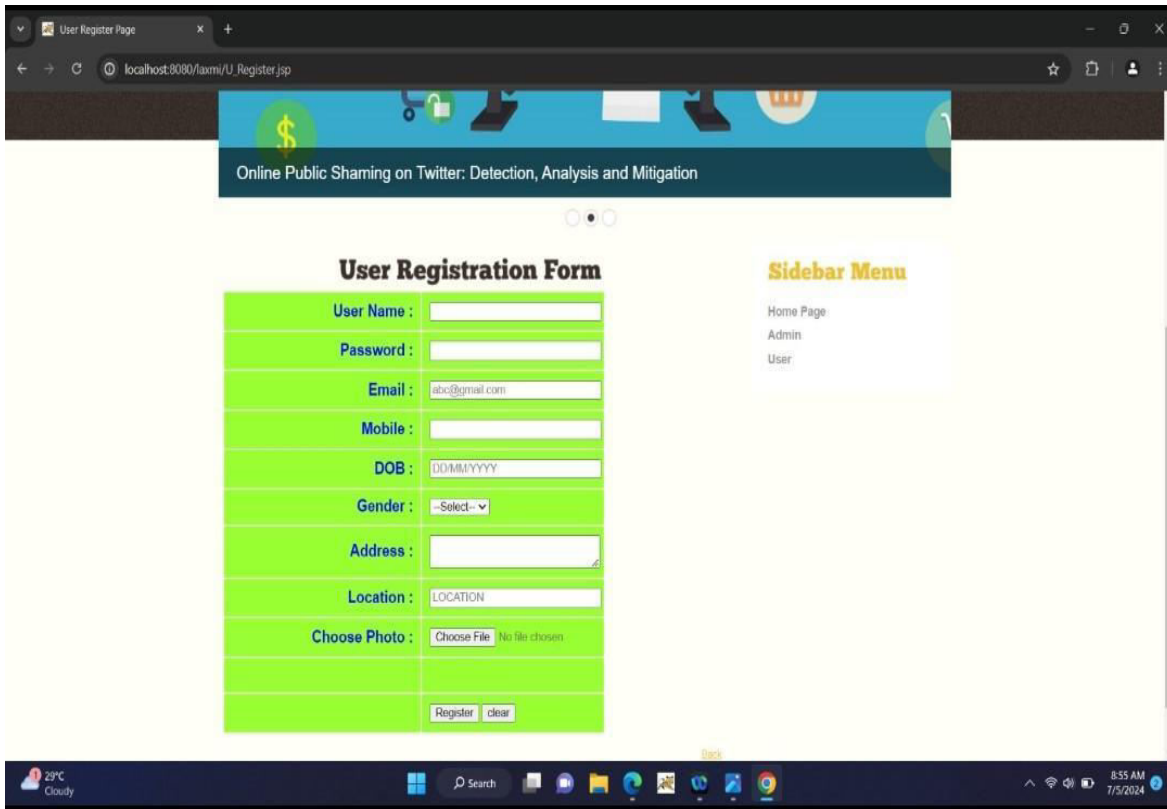 User Register Page
localhost:8080/laxmi/U_Register.jsp
$
Online Public Shaming on Twitter: Detection, Analysis and Mitigation
User Registration Form
Sidebar Menu
User Name :
Home Page
Admin
User
Password :
Email : abc@gmail.com
Mobile :
DOB : DD/MM/YYYY
Gender : --Select--
Address :
Location : LOCATION
Choose Photo : Choose File No file chosen
Register clear
Back
1
29°C
Cloudy
Search
8:55 AM
7/5/2024
2